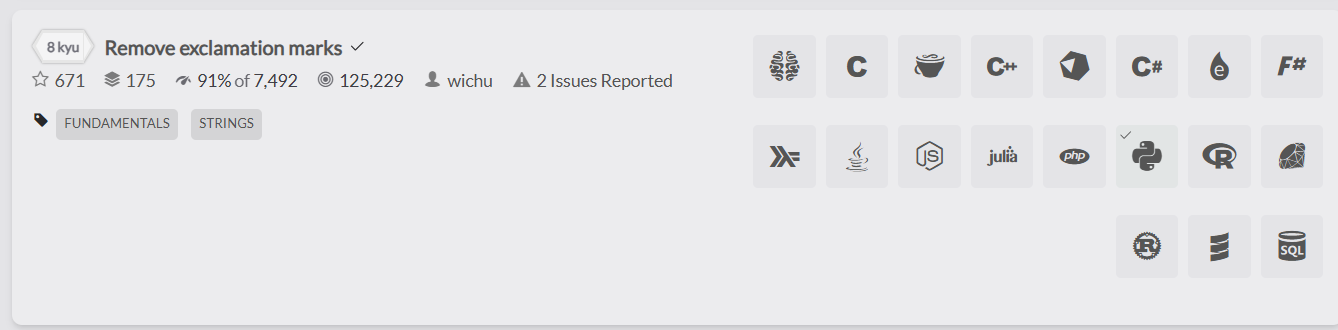 8 kyu Remove exclamation marks
671 175 91% of 7,492 125,229 wichu 2 Issues Reported
FUNDAMENTALS STRINGS
C C++ C# e F#
JS julia php R
R SQL